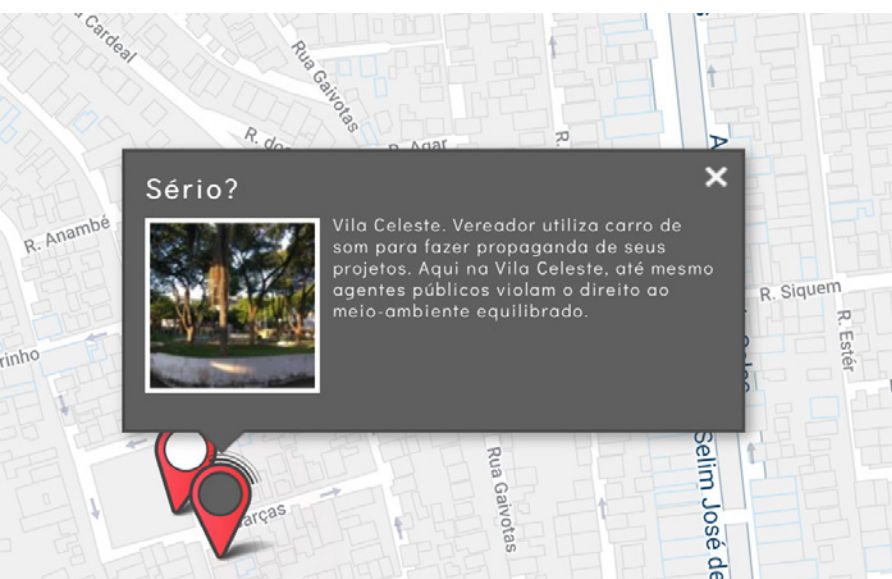 Cardeal
Rua Gaivotas
R. Agar
R.
Sério?
Vila Celeste. Vereador utiliza carro de
som para fazer propaganda de seus
projetos. Aqui na Vila Celeste, até mesmo
agentes públicos violam o direito ao
meio-ambiente equilibrado.
R. Anambé
R. Siquem
R. Estér
rinho
Rua Gaivotas
Selim José de
arças